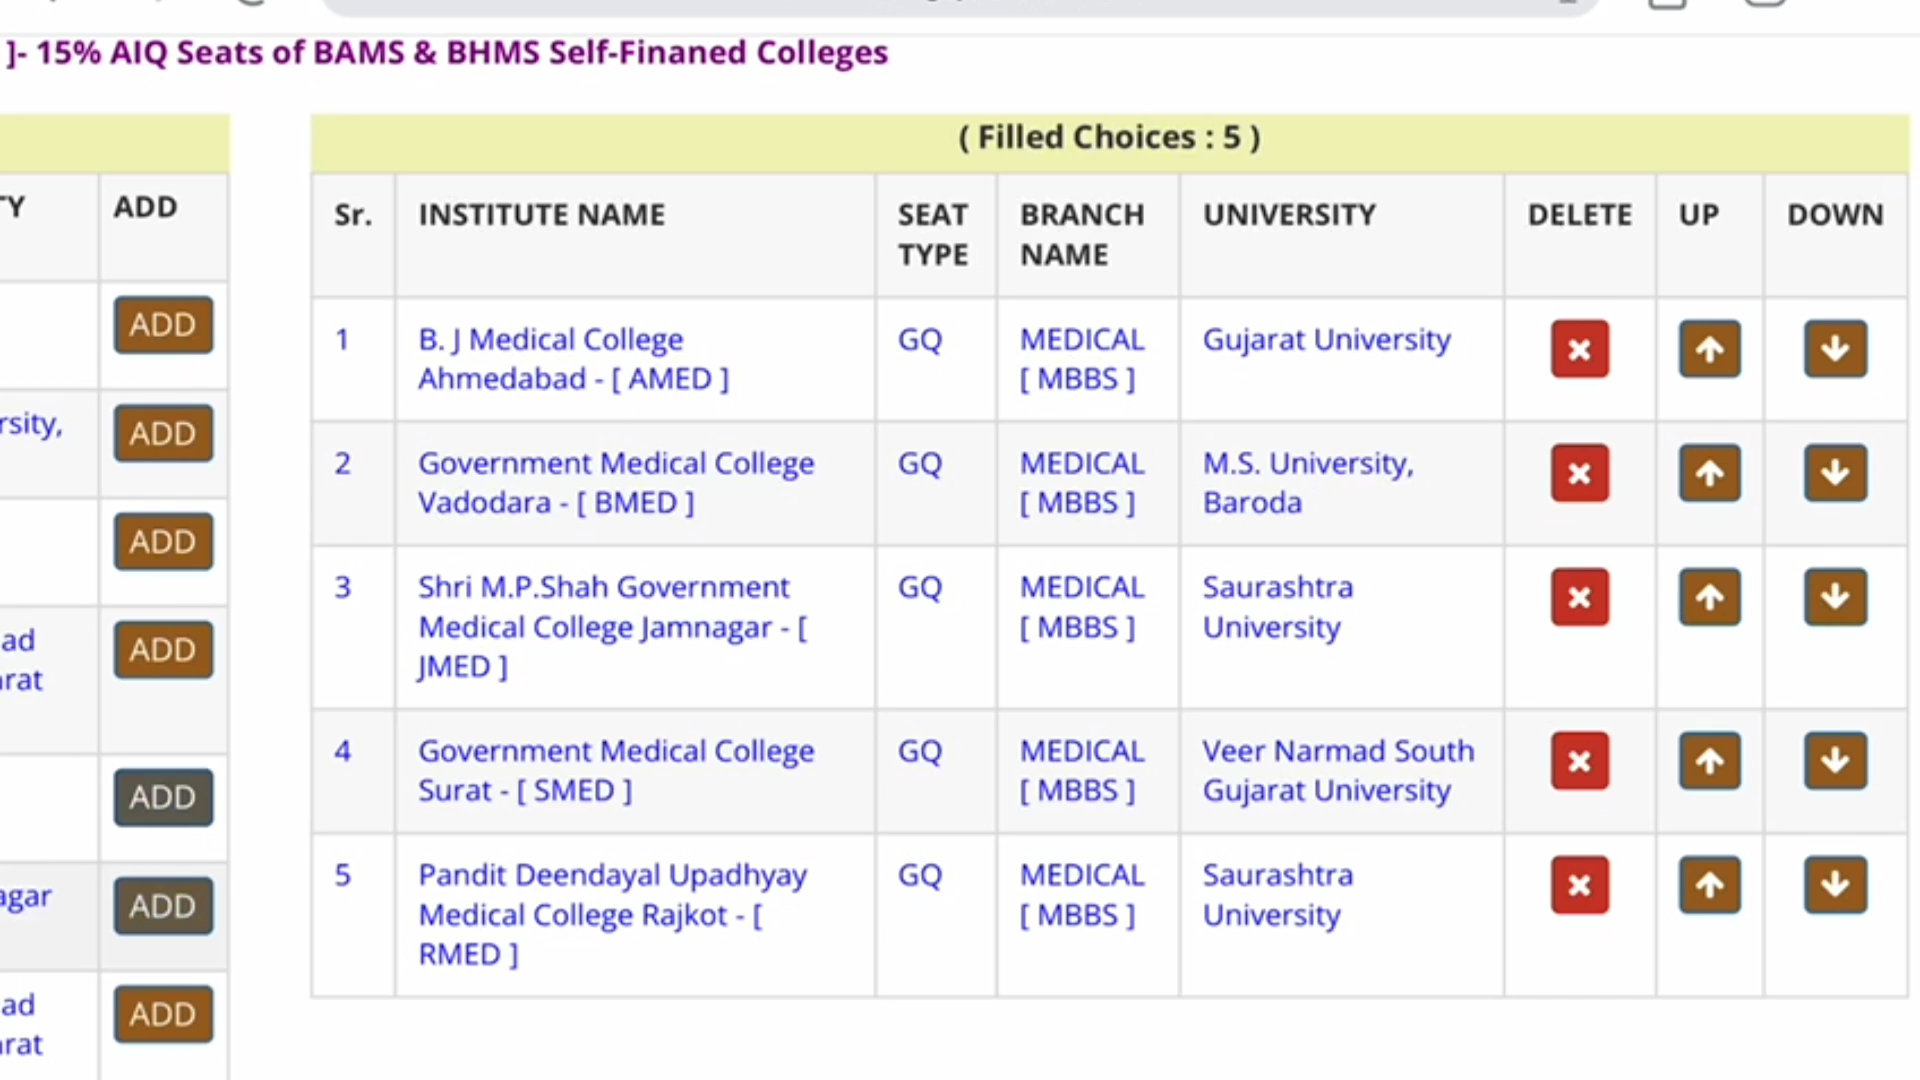 ]- 15% AIQ Seats of BAMS & BHMS Self-Finaned Colleges
TY
ADD
ADD
rsity,
ADD
ADD
ad
rat
ADD
ADD
agar
ADD
ad
rat
ADD
( Filled Choices : 5 )
Sr. INSTITUTE NAME SEAT TYPE BRANCH NAME UNIVERSITY DELETE UP DOWN
1 B. J Medical College GQ MEDICAL Gujarat University
Ahmedabad - [ AMED ] [ MBBS ]
2 Government Medical College GQ MEDICAL M.S. University,
Vadodara - [ BMED ] [ MBBS ] Baroda
3 Shri M.P.Shah Government GQ MEDICAL Saurashtra
Medical College Jamnagar - [ [ MBBS ] University
JMED ]
4 Government Medical College GQ MEDICAL Veer Narmad South
Surat - [ SMED ] [ MBBS ] Gujarat University
5 Pandit Deendayal Upadhyay GQ MEDICAL Saurashtra
Medical College Rajkot - [ [ MBBS ] University
RMED ]